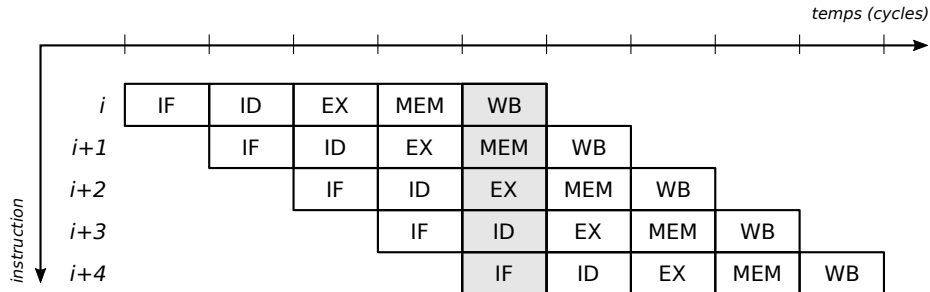 temps (cycles)
i IF ID EX MEM WB
i+1 IF ID EX MEM WB
i+2 IF ID EX MEM WB
i+3 IF ID EX MEM WB
i+4 IF ID EX MEM WB
instruction